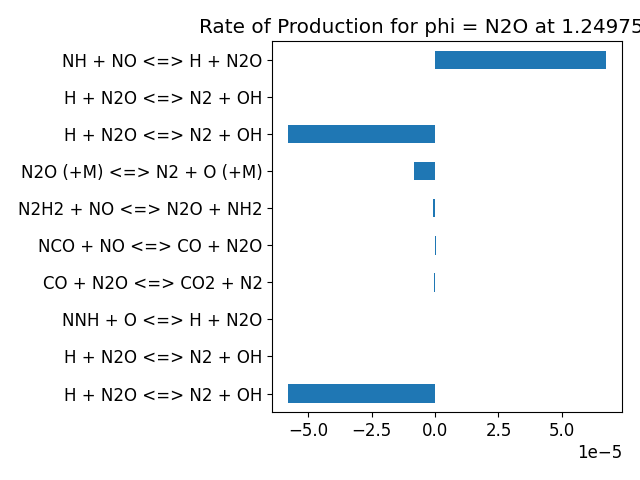 Rate of Production for phi = N2O at 1.24975
NH + NO <=> H + N2O
H + N2O <=> N2 + OH
H + N2O <=> N2 + OH
N2O (+M) <=> N2 + O (+M)
N2H2 + NO <=> N2O + NH2
NCO + NO <=> CO + N2O
CO + N2O <=> CO2 + N2
NNH + O <=> H + N2O
H + N2O <=> N2 + OH
H + N2O <=> N2 + OH
−5.0 −2.5 0.0 2.5 5.0
1e−5